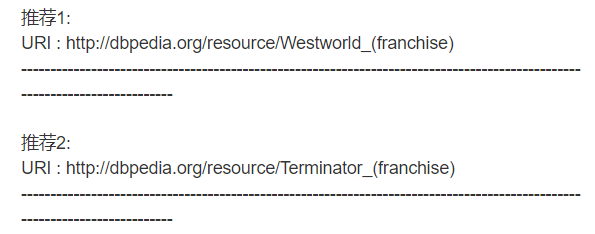 推荐1:
URI : http://dbpedia.org/resource/Westworld_(franchise)
------------------------------------------------------------------------------------------------
--------------------------
推荐2:
URI : http://dbpedia.org/resource/Terminator_(franchise)
------------------------------------------------------------------------------------------------
--------------------------